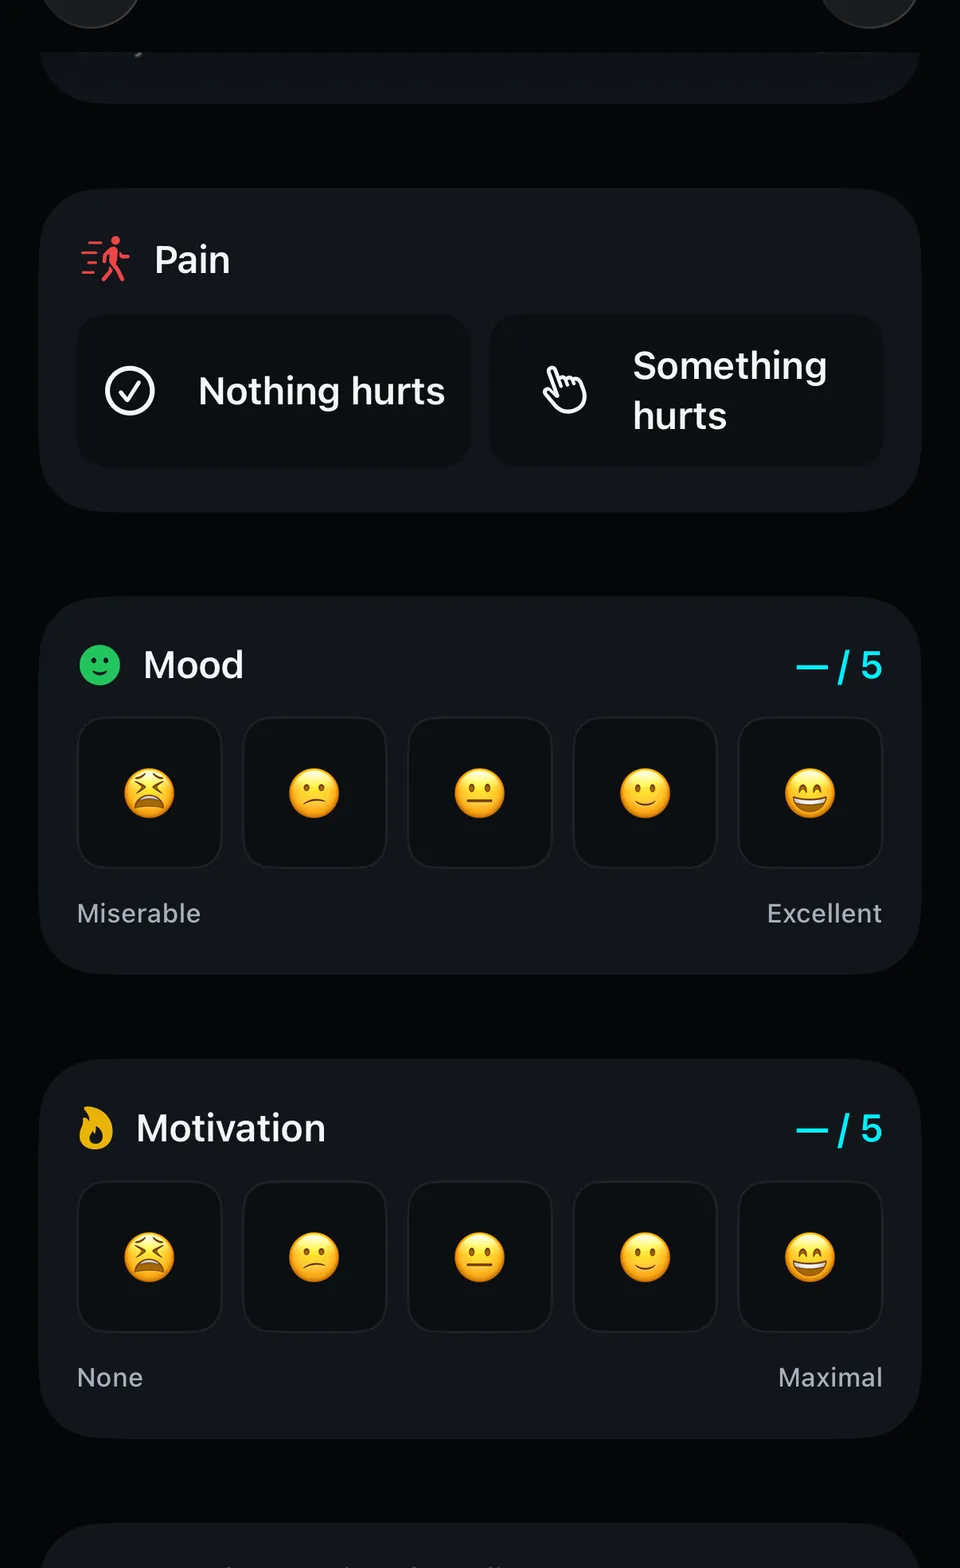 Pain
Nothing hurts
Something
hurts
Mood
— / 5
Miserable
Excellent
Motivation
— / 5
None
Maximal